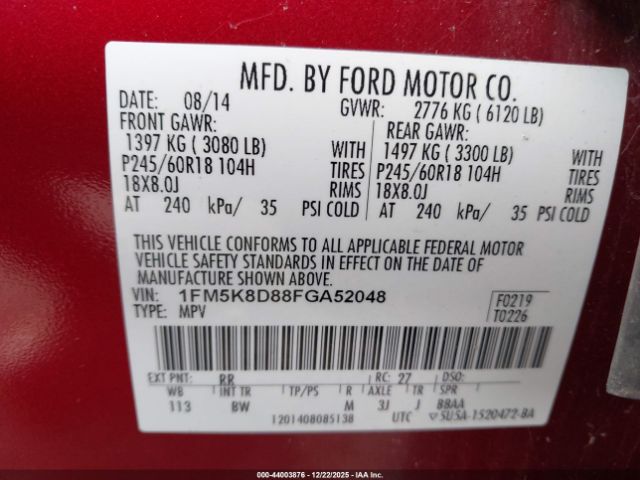 MFD. BY FORD MOTOR CO.
DATE: 08/14 GVWR: 2776 KG ( 6120 LB)
FRONT GAWR: REAR GAWR:
1397 KG ( 3080 LB) WITH 1497 KG ( 3300 LB) WITH
P245/60R18 104H TIRES P245/60R18 104H TIRES
18X8.0J RIMS 18X8.0J RIMS
AT 240 kPa/ 35 PSI COLD AT 240 kPa/ 35 PSI COLD
THIS VEHICLE CONFORMS TO ALL APPLICABLE FEDERAL MOTOR
VEHICLE SAFETY STANDARDS IN EFFECT ON THE DATE OF
MANUFACTURE SHOWN ABOVE.
VIN: 1FM5K8D88FGA52048 F0219
TYPE: MPV T0226
EXT PNT: RR RC: 27 DSO:
WB INT TR TP/PS R AXLE TR SPR
113 BW M 3J J BBAA
1201408085138 UTC 5U5A-1520472-BA
000-44003876 12/22/2025 IAA Inc.